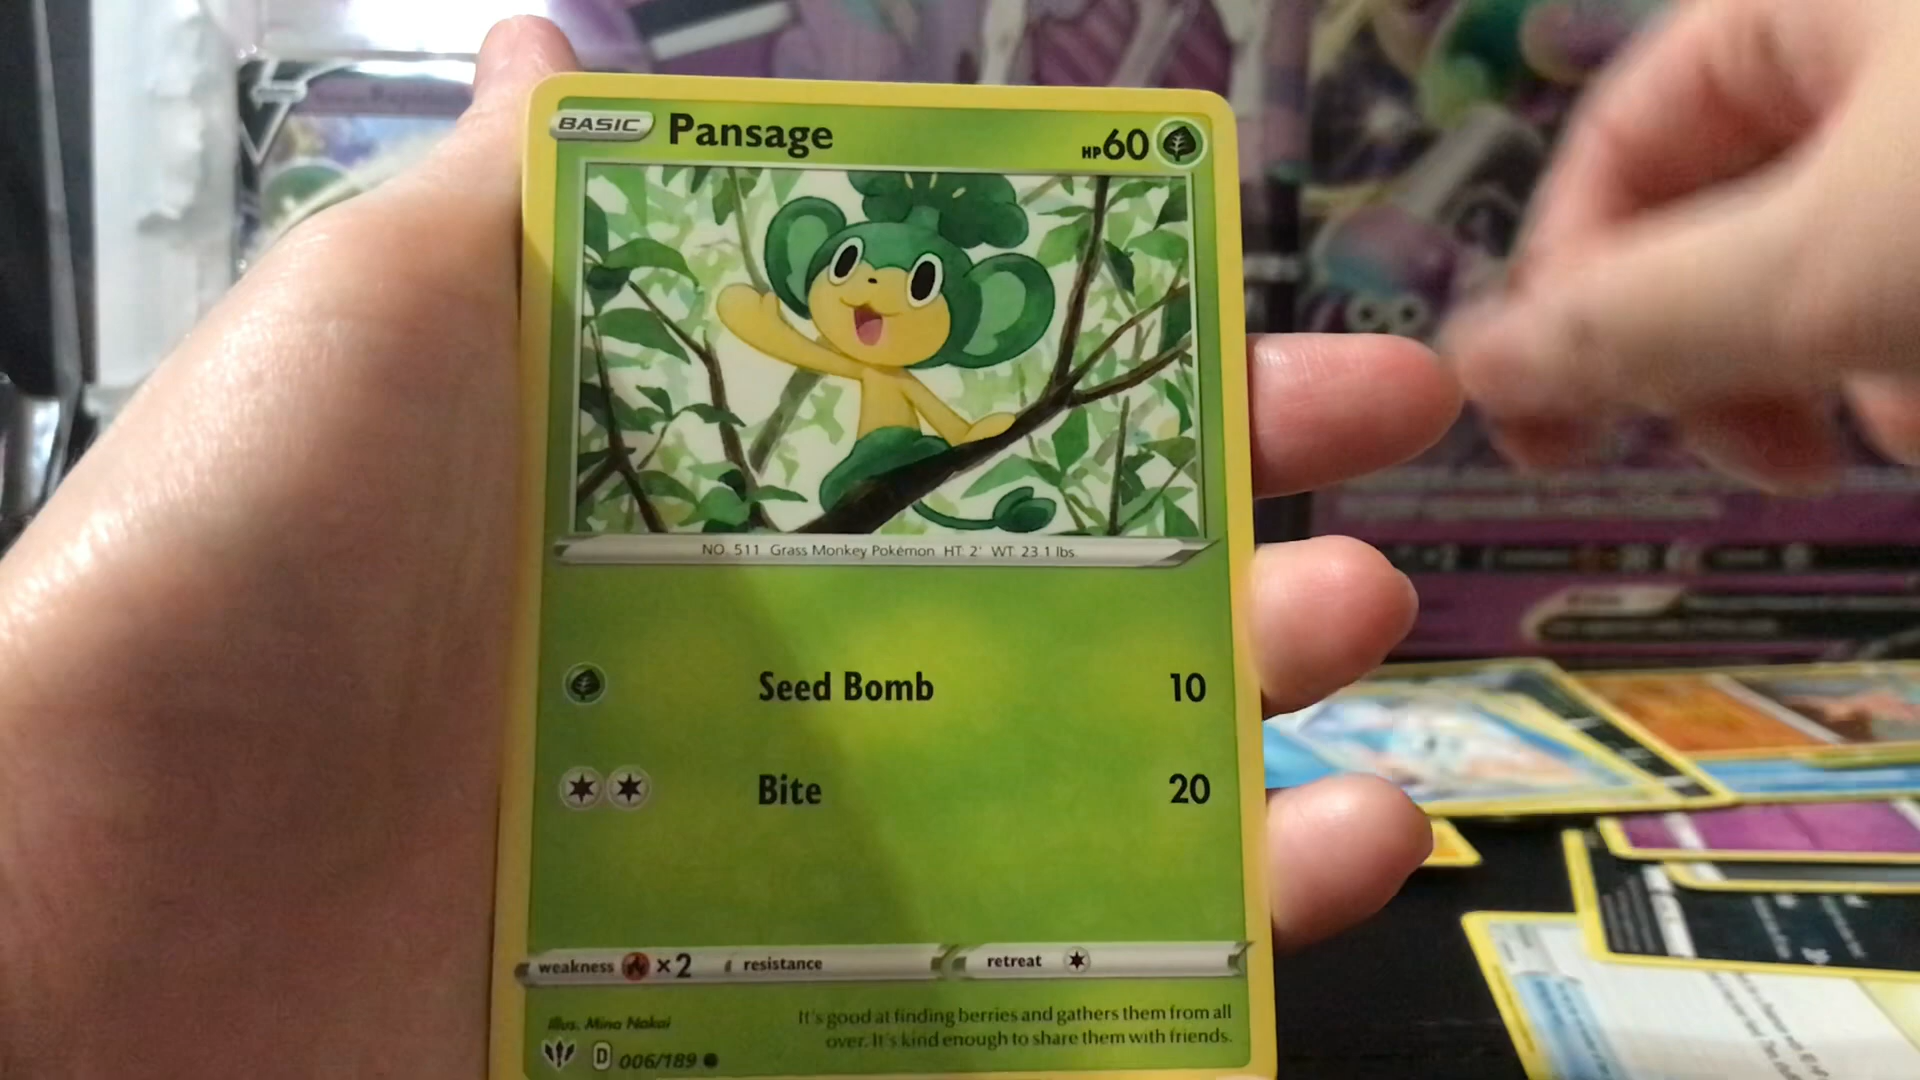 BASIC Pansage HP 60
NO. 511 Grass Monkey Pokémon HT: 2' WT: 23.1 lbs
Seed Bomb 10
Bite 20
weakness ×2 resistance retreat
Illus. Mina Nakai
It's good at finding berries and gathers them from all
over. It's kind enough to share them with friends.
D 006/189